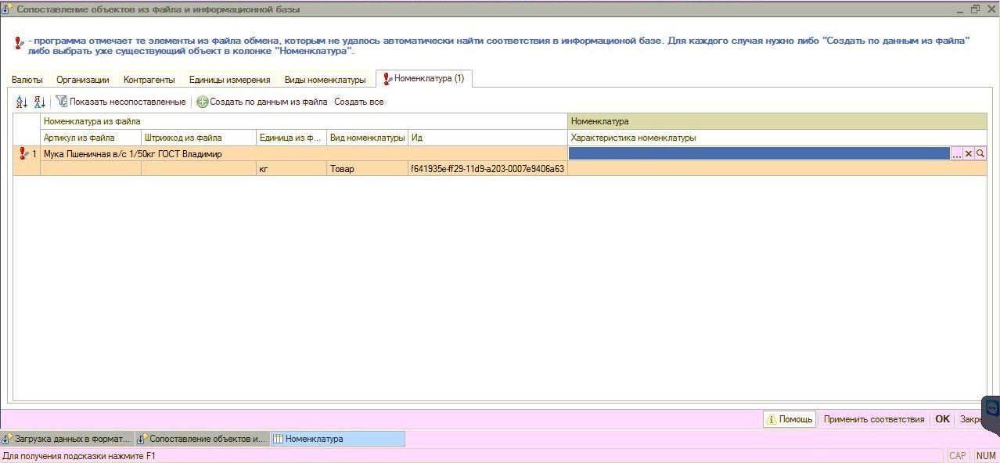 Сопоставление объектов из файла и информационной базы
- программа отмечает те элементы из файла обмена, которым не удалось автоматически найти соответствия в информационой базе. Для каждого случая нужно либо "Создать по данным из файла"
либо выбрать уже существующий объект в колонке "Номенклатура".
Валюты Организации Контрагенты Единицы измерения Виды номенклатуры Номенклатура (1)
Показать несопоставленные Создать по данным из файла Создать все
Номенклатура из файла Номенклатура
Артикул из файла Штрихкод из файла Единица из ф... Вид номенклатуры Ид Характеристика номенклатуры
1 Мука Пшеничная в/с 1/50кг ГОСТ Владимир ...
кг Товар f641935e-ff29-11d9-a203-0007e9406a63
Помощь Применить соответствия OK Закры
Загрузка данных в формат... Сопоставление объектов и... Номенклатура
Для получения подсказки нажмите F1 CAP NUM